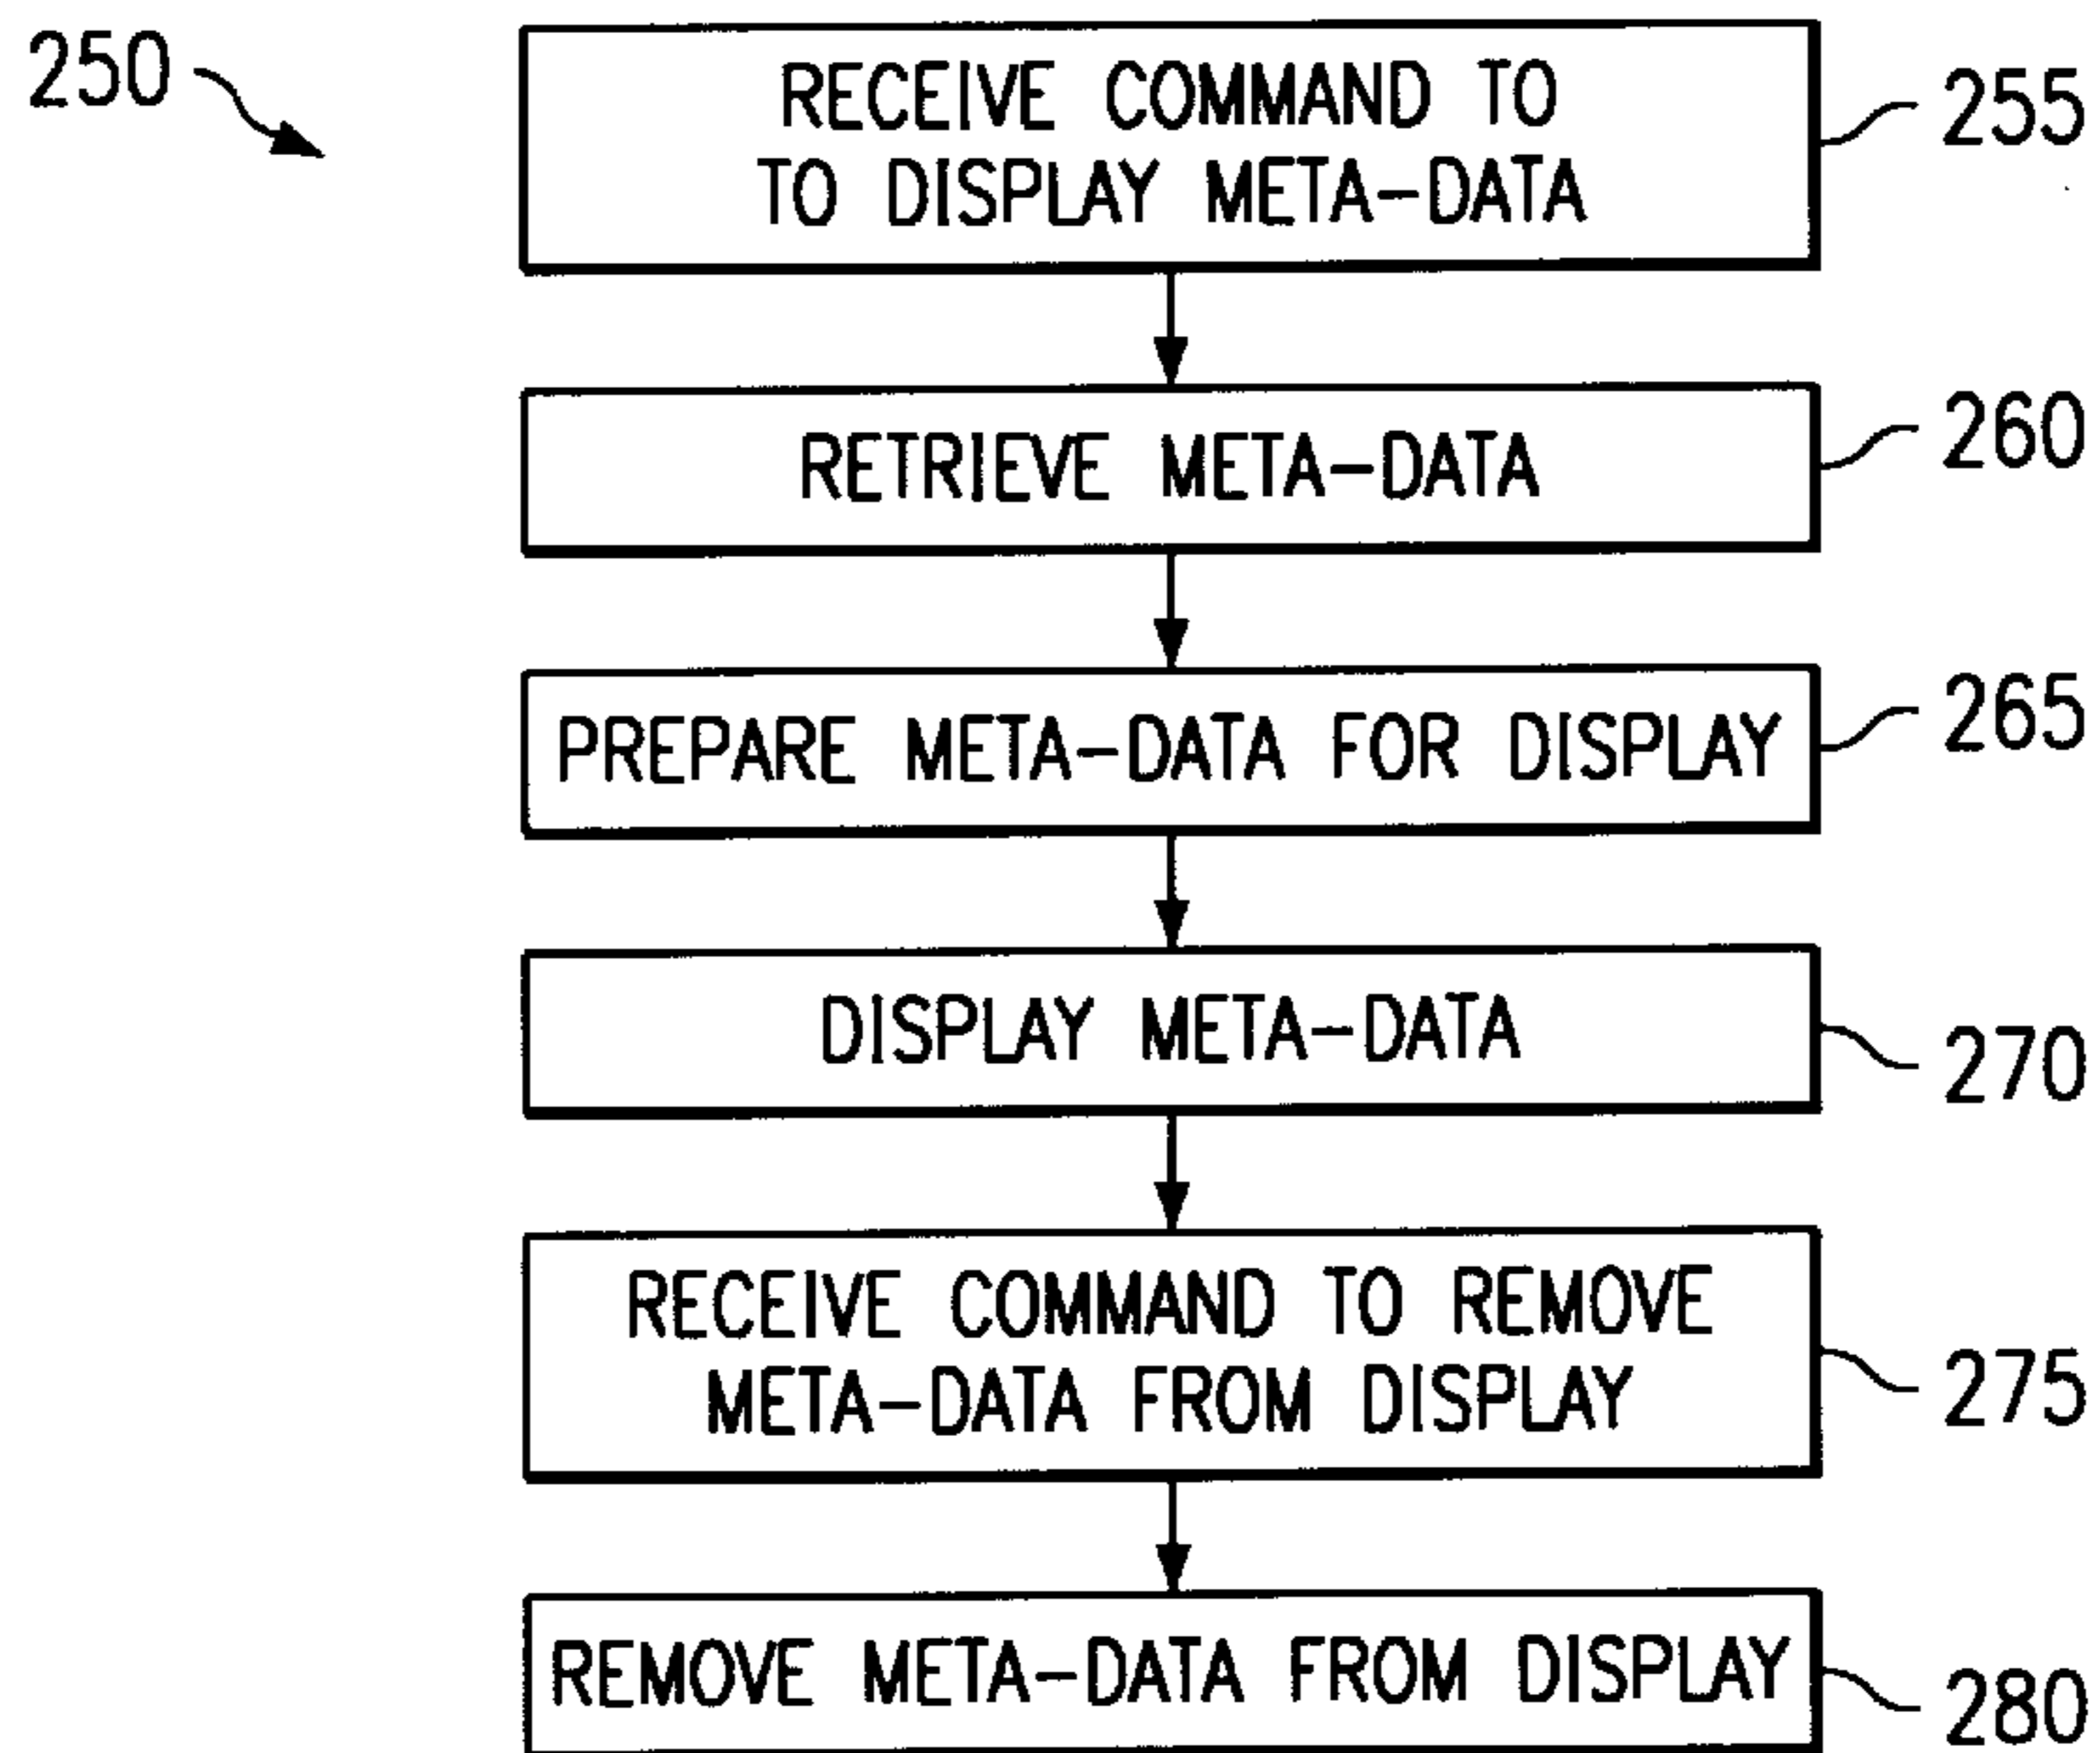 250
RECEIVE COMMAND TO
TO DISPLAY META-DATA
255
RETRIEVE META-DATA
260
PREPARE META-DATA FOR DISPLAY
265
DISPLAY META-DATA
270
RECEIVE COMMAND TO REMOVE
META-DATA FROM DISPLAY
275
REMOVE META-DATA FROM DISPLAY
280